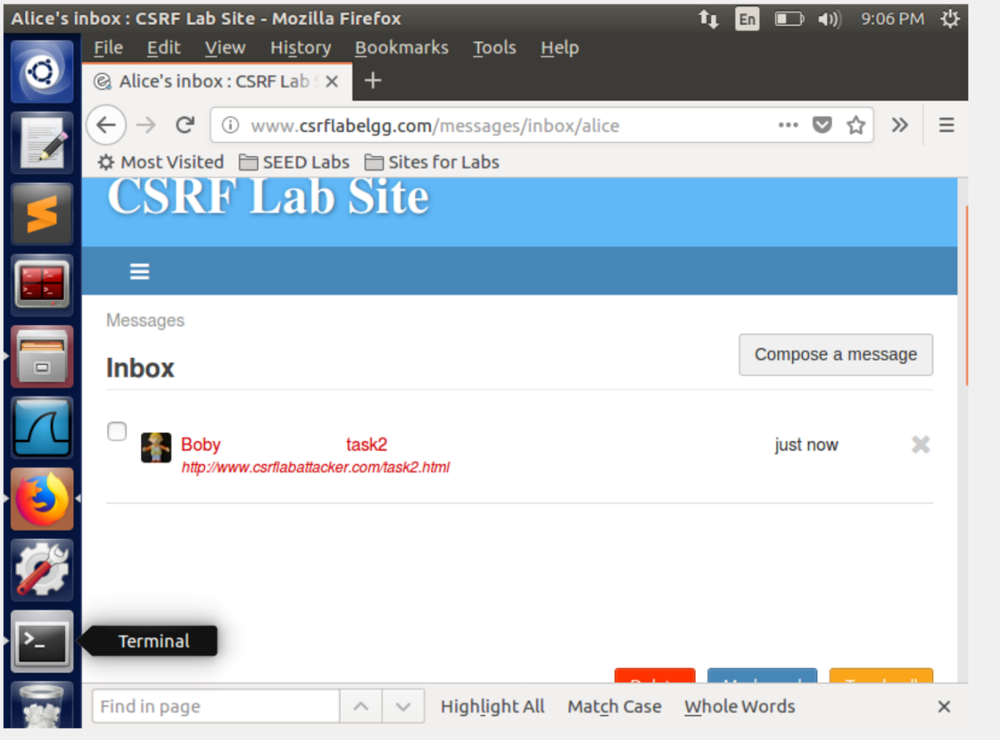 Alice's inbox : CSRF Lab Site - Mozilla Firefox En 9:06 PM
File Edit View History Bookmarks Tools Help
Alice's inbox : CSRF Lab
www.csrflabelgg.com/messages/inbox/alice
Most Visited SEED Labs Sites for Labs
CSRF Lab Site
Messages
Compose a message
Inbox
Boby task2 just now
http://www.csrflabattacker.com/task2.html
Terminal
Find in page Highlight All Match Case Whole Words